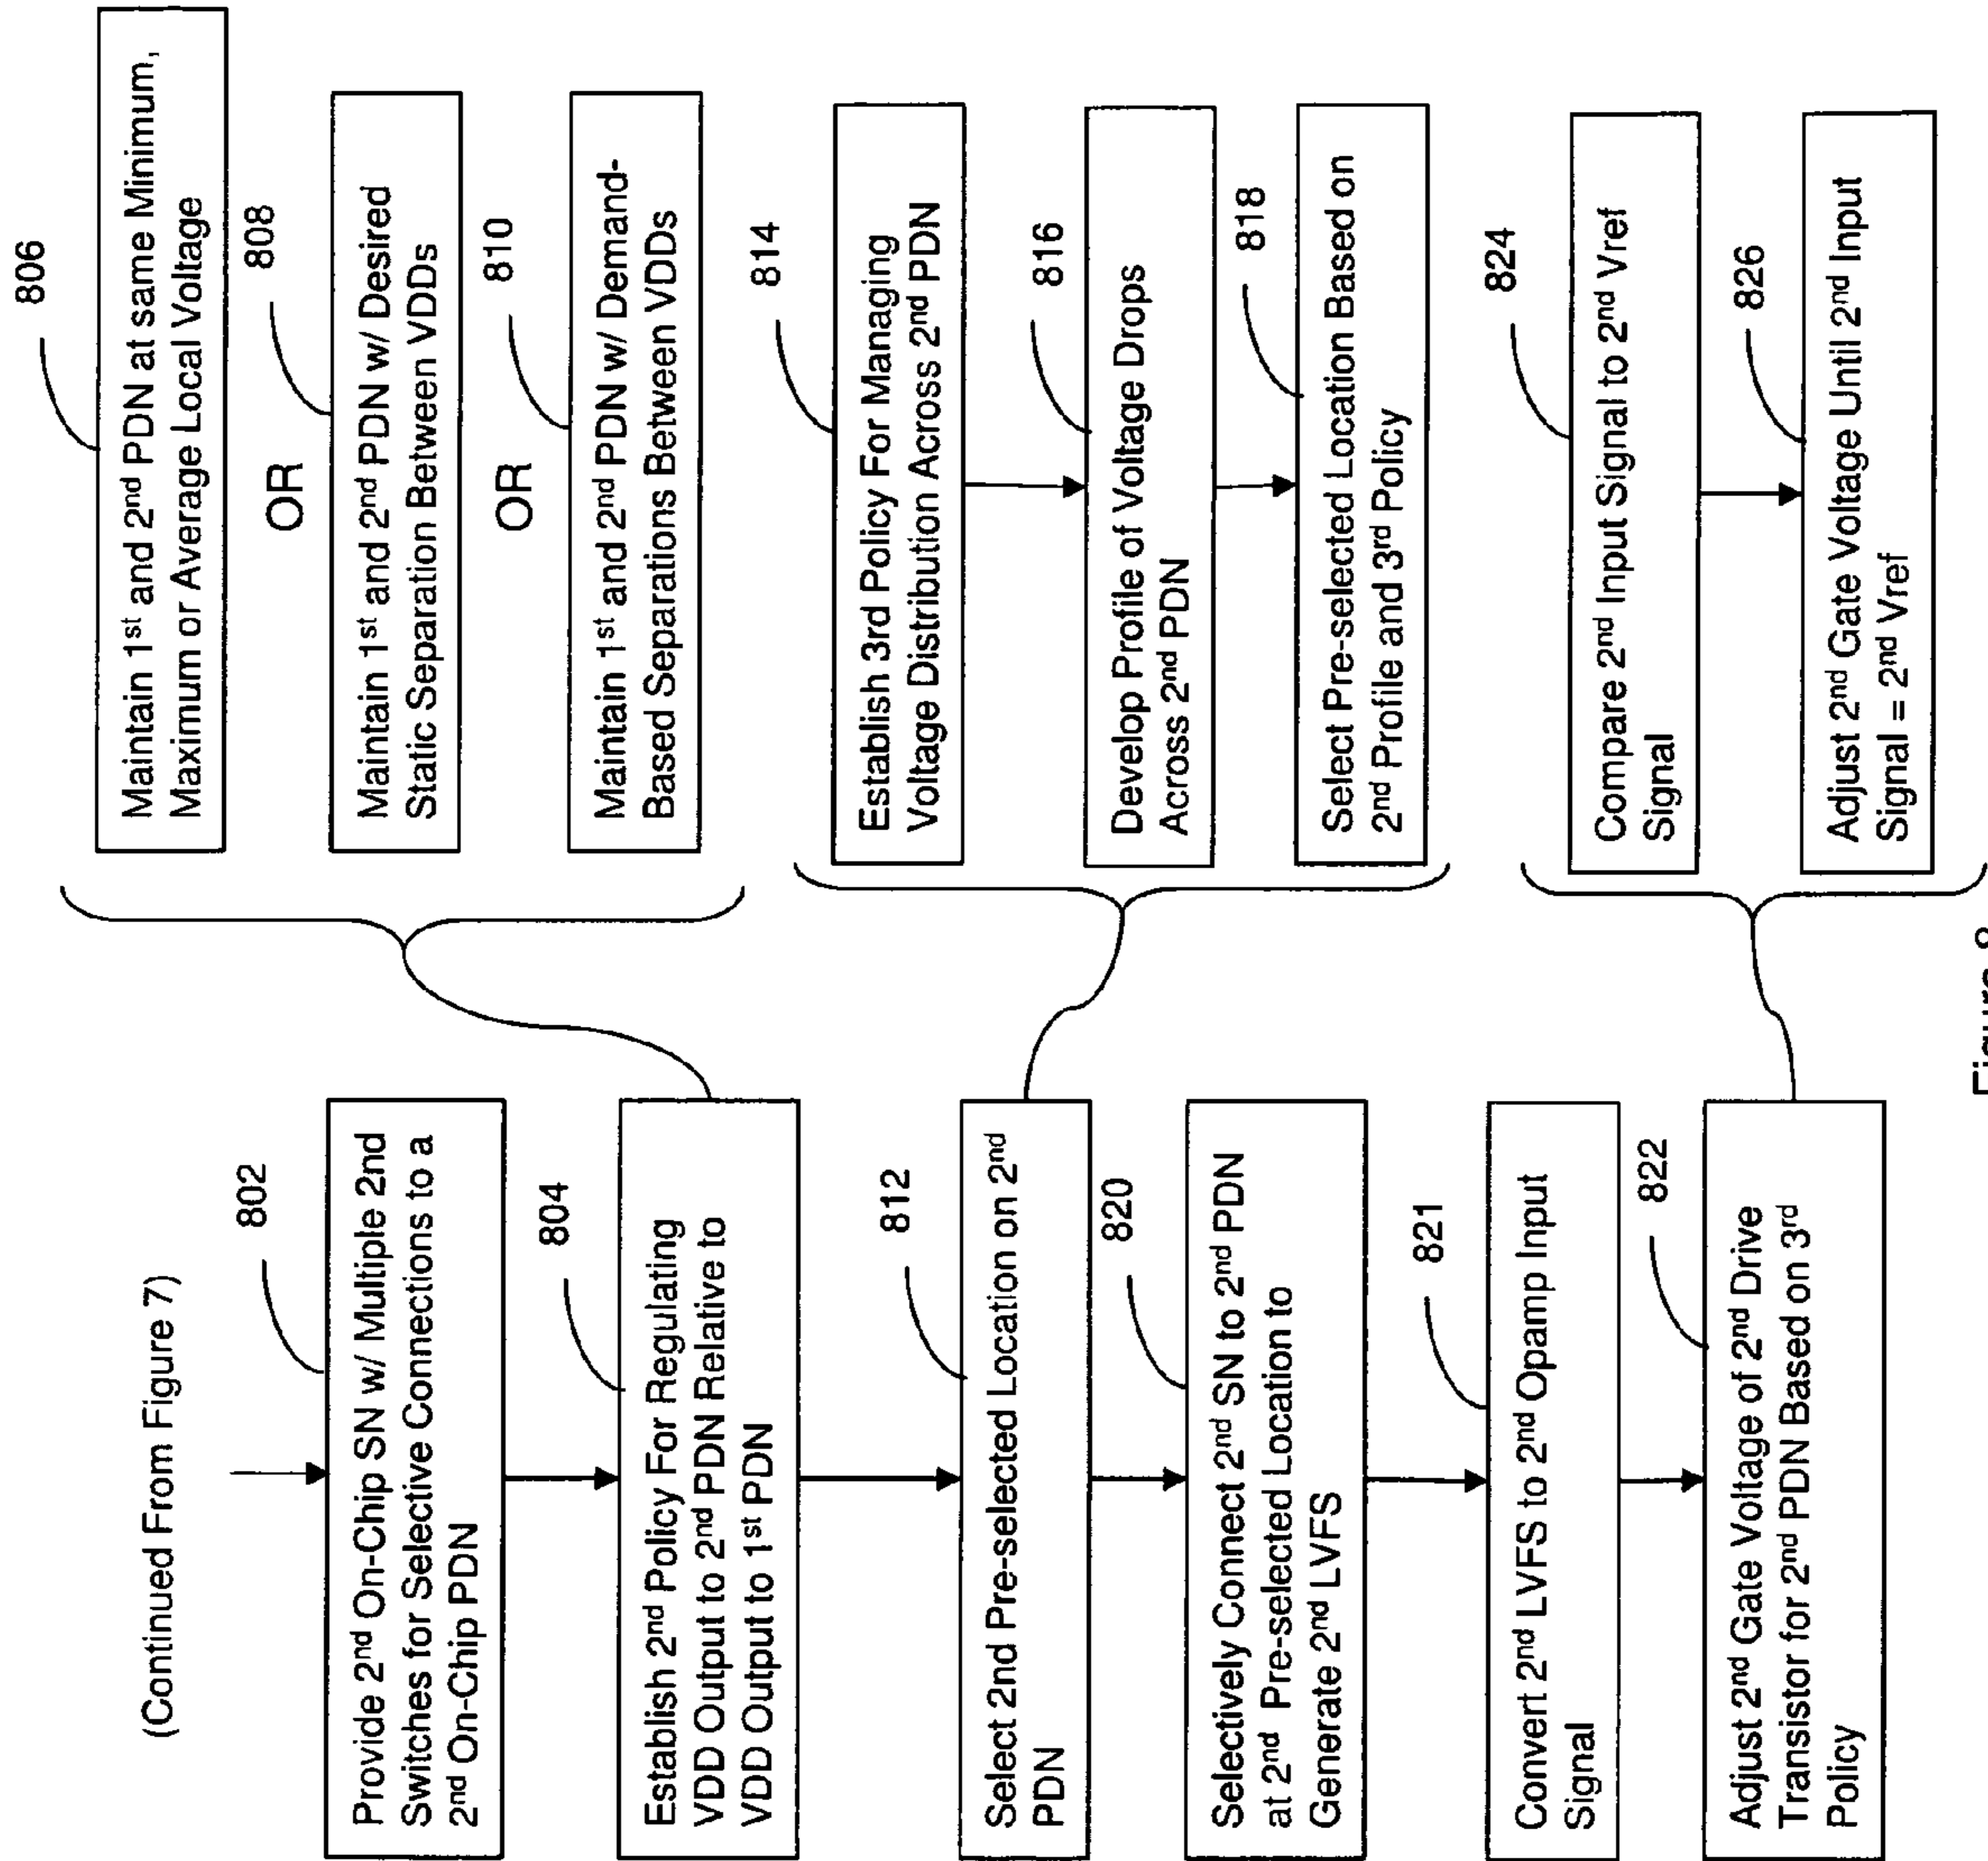 (Continued From Figure 7)
802
Provide 2nd On-Chip SN w/ Multiple 2nd
Switches for Selective Connections to a
2nd On-Chip PDN
804
Establish 2nd Policy For Regulating
VDD Output to 2nd PDN Relative to
VDD Output to 1st PDN
812
Select 2nd Pre-selected Location on 2nd
PDN
820
Selectively Connect 2nd SN to 2nd PDN
at 2nd Pre-selected Location to
Generate 2nd LVFS
821
Convert 2nd LVFS to 2nd Opamp Input
Signal
822
Adjust 2nd Gate Voltage of 2nd Drive
Transistor for 2nd PDN Based on 3rd
Policy
806
Maintain 1st and 2nd PDN at same Minimum,
Maximum or Average Local Voltage
OR
808
Maintain 1st and 2nd PDN w/ Desired
Static Separation Between VDDs
OR
810
Maintain 1st and 2nd PDN w/ Demand-
Based Separations Between VDDs
814
Establish 3rd Policy For Managing
Voltage Distribution Across 2nd PDN
816
Develop Profile of Voltage Drops
Across 2nd PDN
818
Select Pre-selected Location Based on
2nd Profile and 3rd Policy
824
Compare 2nd Input Signal to 2nd Vref
Signal
826
Adjust 2nd Gate Voltage Until 2nd Input
Signal = 2nd Vref
Figure 8